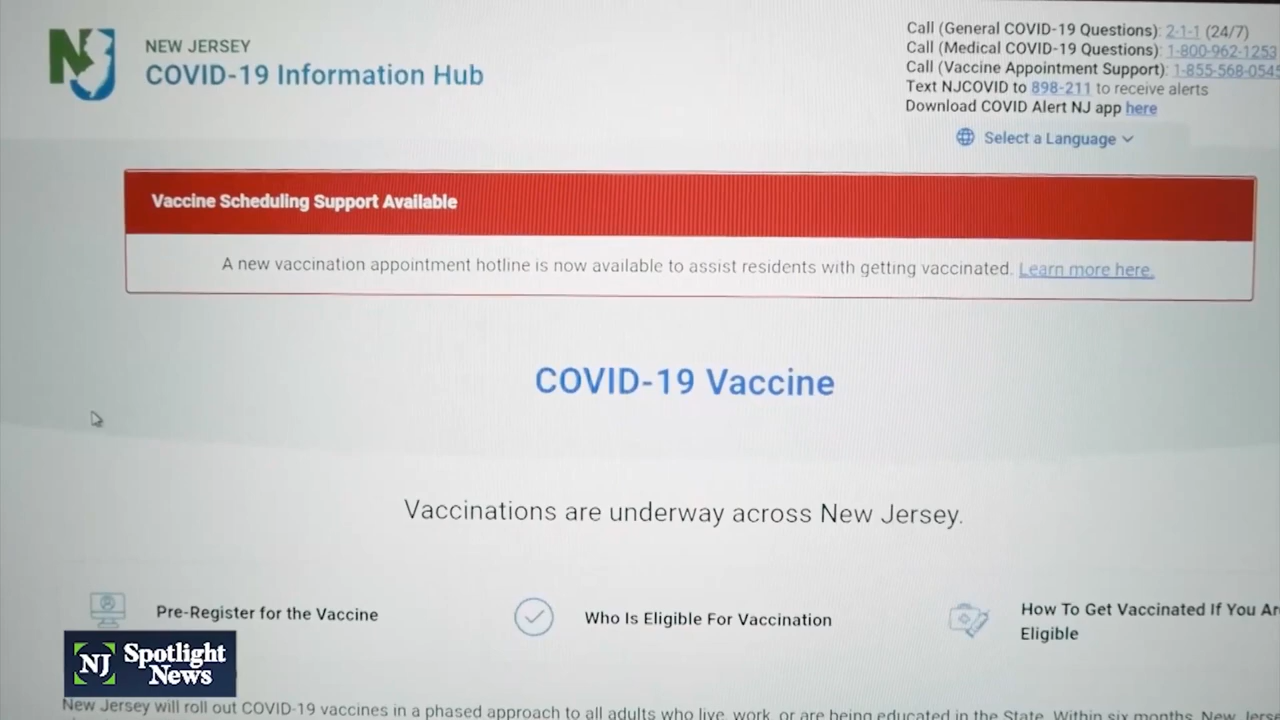 NJ
NEW JERSEY
COVID-19 Information Hub
Call (General COVID-19 Questions): 2-1-1 (24/7)
Call (Medical COVID-19 Questions): 1-800-962-1253
Call (Vaccine Appointment Support): 1-855-568-0545
Text NJCOVID to 898-211 to receive alerts
Download COVID Alert NJ app here
Select a Language
Vaccine Scheduling Support Available
A new vaccination appointment hotline is now available to assist residents with getting vaccinated. Learn more here.
COVID-19 Vaccine
Vaccinations are underway across New Jersey.
Pre-Register for the Vaccine
Who Is Eligible For Vaccination
How To Get Vaccinated If You Ar
Eligible
NJ Spotlight
News
New Jersey will roll out COVID-19 vaccines in a phased approach to all adults who live, work, or are being educated in the State. Within six months, New Jerse